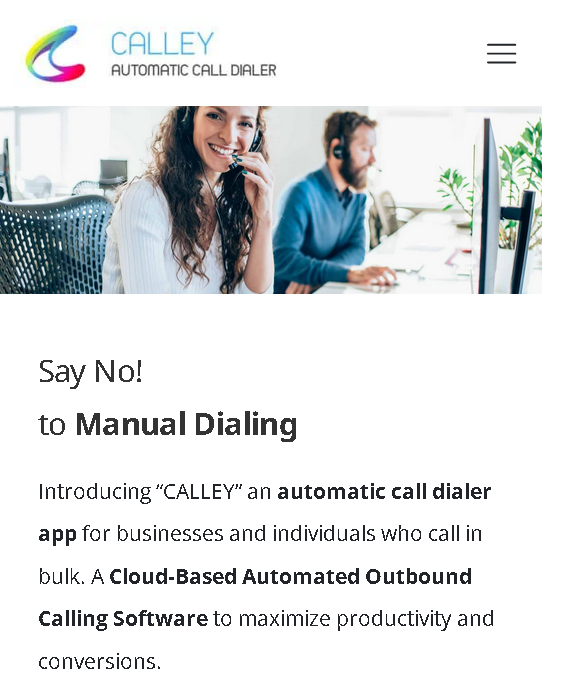 CALLEY
AUTOMATIC CALL DIALER
Say No!
to Manual Dialing
Introducing “CALLEY” an automatic call dialer
app for businesses and individuals who call in
bulk. A Cloud-Based Automated Outbound
Calling Software to maximize productivity and
conversions.